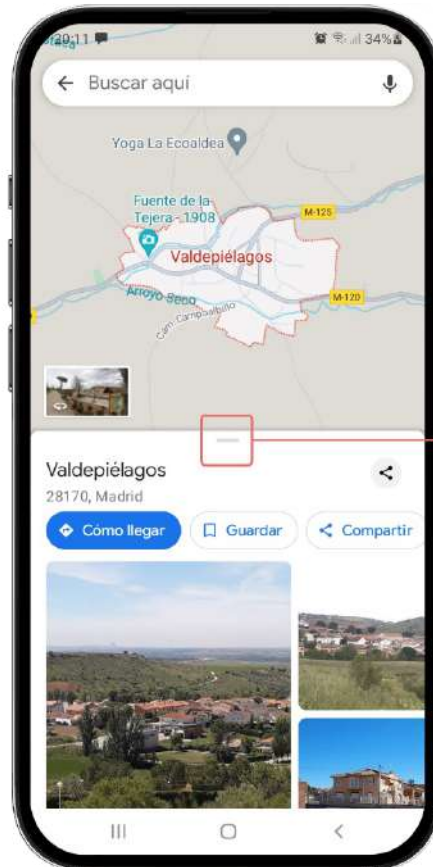 20:11
34%
Buscar aquí
Yoga La Ecoaldea
Fuente de la
Tejera - 1908
M-125
Valdepiélagos
Arroyo Seco
M-120
Valdepiélagos
28170, Madrid
Cómo llegar
Guardar
Compartir